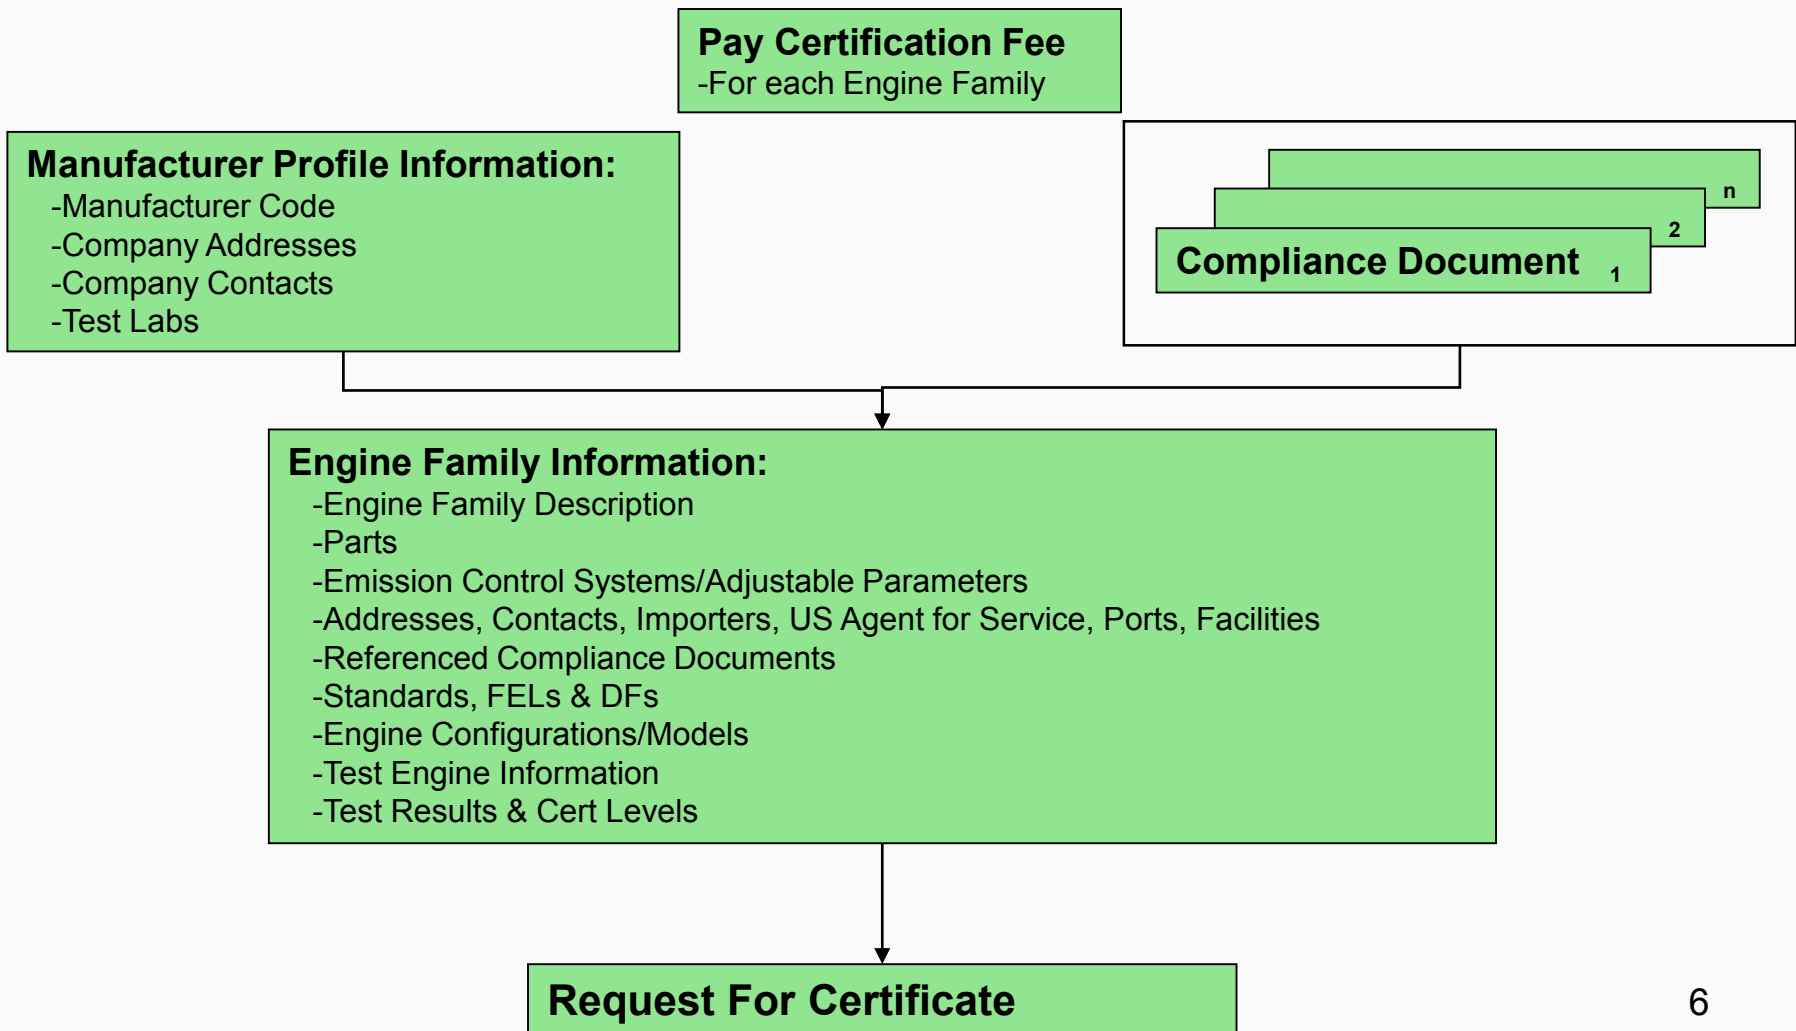 Pay Certification Fee
-For each Engine Family
Manufacturer Profile Information:
-Manufacturer Code
-Company Addresses
-Company Contacts
-Test Labs
n
2
Compliance Document 1
Engine Family Information:
-Engine Family Description
-Parts
-Emission Control Systems/Adjustable Parameters
-Addresses, Contacts, Importers, US Agent for Service, Ports, Facilities
-Referenced Compliance Documents
-Standards, FELs & DFs
-Engine Configurations/Models
-Test Engine Information
-Test Results & Cert Levels
Request For Certificate
6